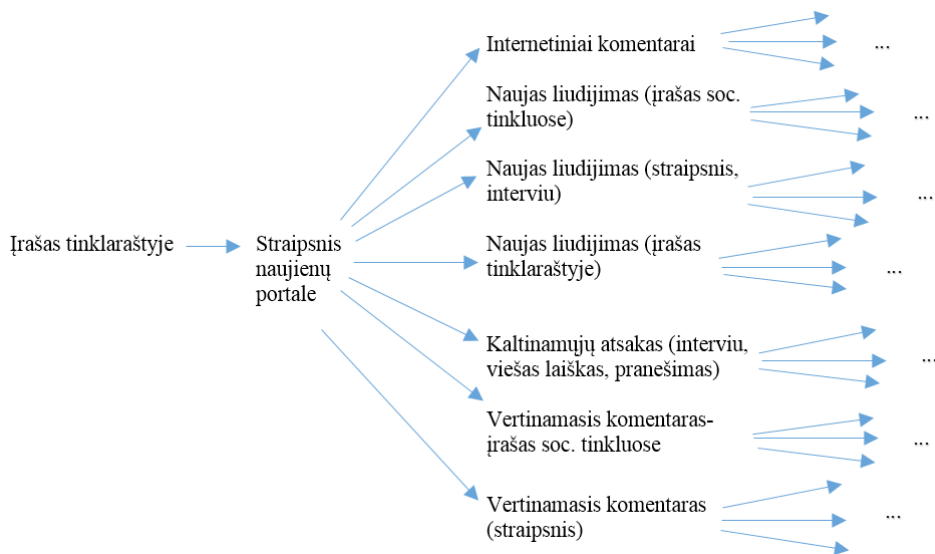 Įrašas tinklaraštyje
Straipsnis
naujienų
portale
Internetiniai komentarai
...
Naujas liudijimas (įrašas soc.
tinkluose)
...
Naujas liudijimas (straipsnis,
interviu)
...
Naujas liudijimas (įrašas
tinklaraštyje)
...
Kaltinamųjų atsakas (interviu,
viešas laiškas, pranešimas)
...
Vertinamasis komentaras-
įrašas soc. tinkluose
...
Vertinamasis komentaras
(straipsnis)
...